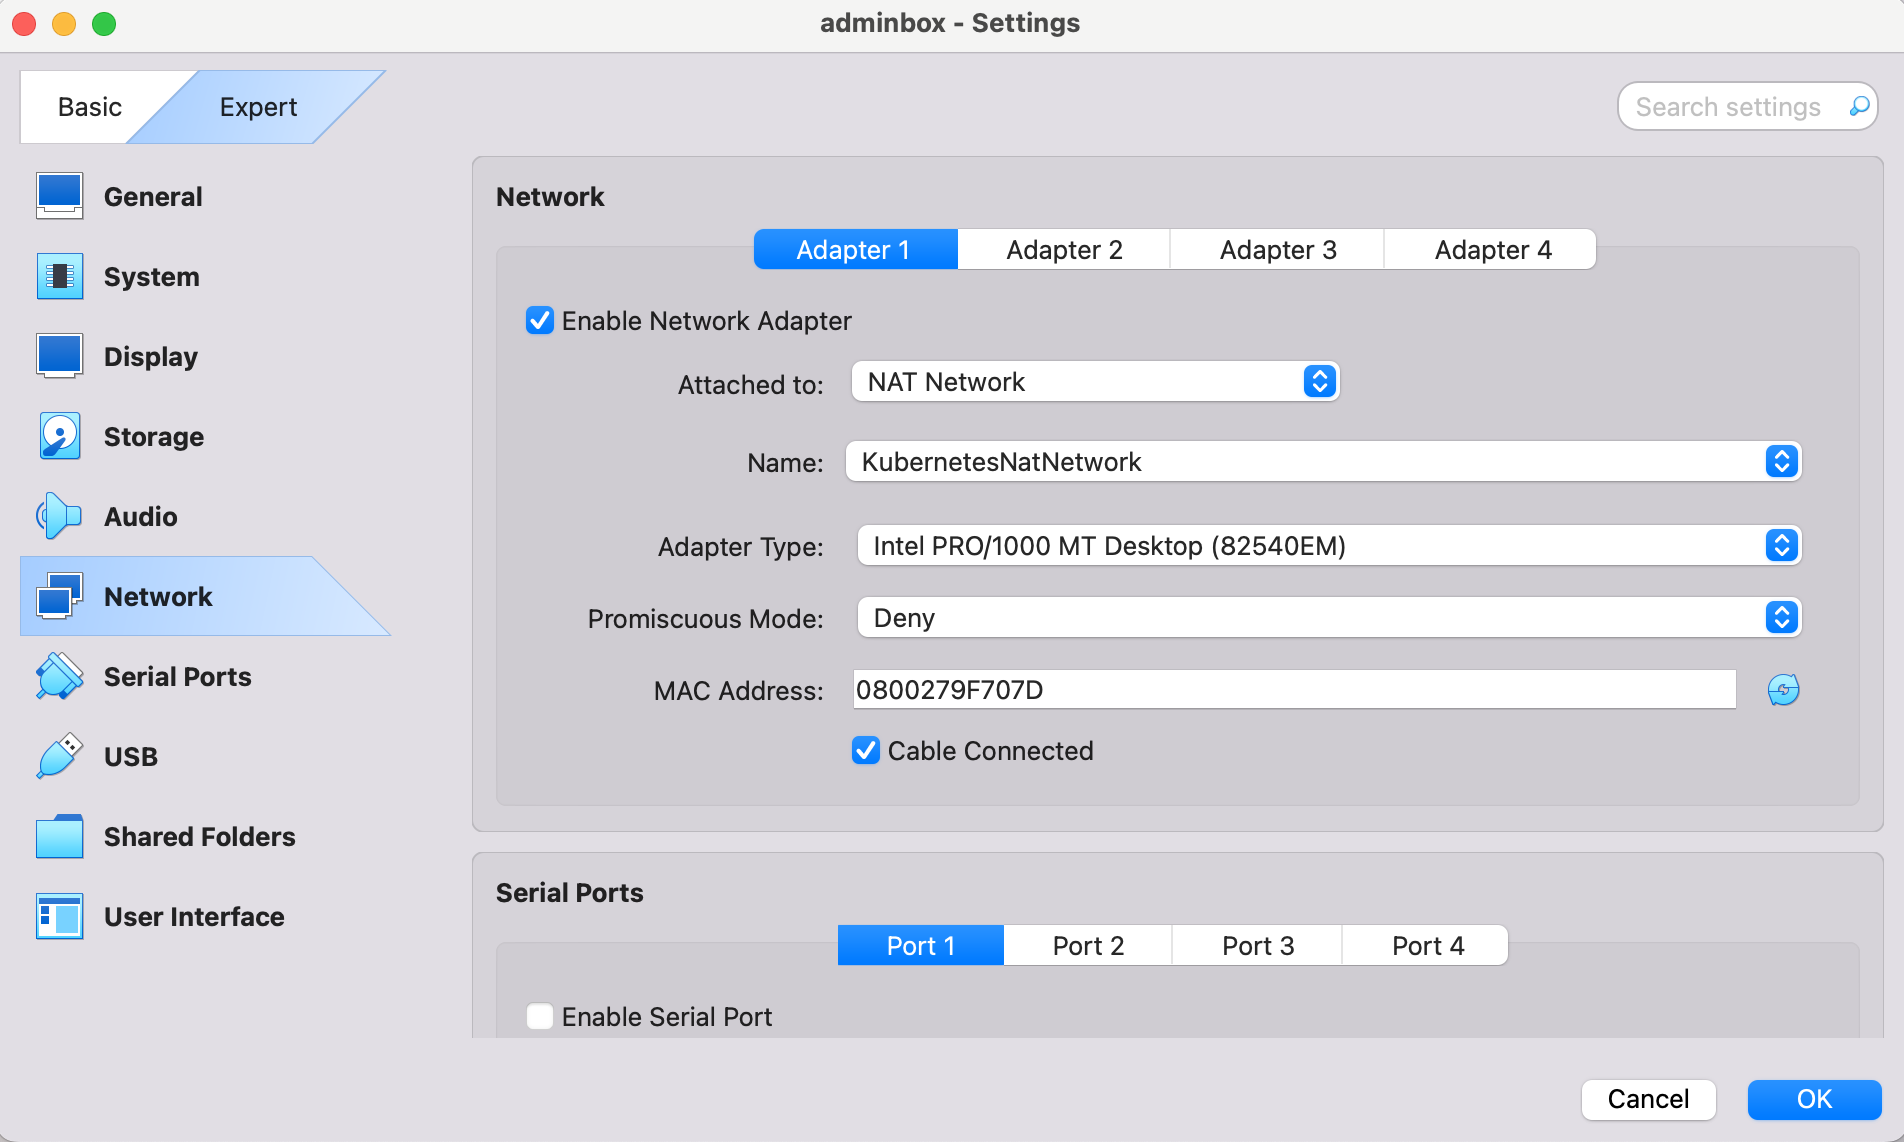 adminbox - Settings
Basic
Expert
Search settings
General
System
Display
Storage
Audio
Network
Serial Ports
USB
Shared Folders
User Interface
Network
Adapter 1
Adapter 2
Adapter 3
Adapter 4
Enable Network Adapter
Attached to: NAT Network
Name: KubernetesNatNetwork
Adapter Type: Intel PRO/1000 MT Desktop (82540EM)
Promiscuous Mode: Deny
MAC Address: 0800279F707D
Cable Connected
Serial Ports
Port 1
Port 2
Port 3
Port 4
Enable Serial Port
Cancel
OK